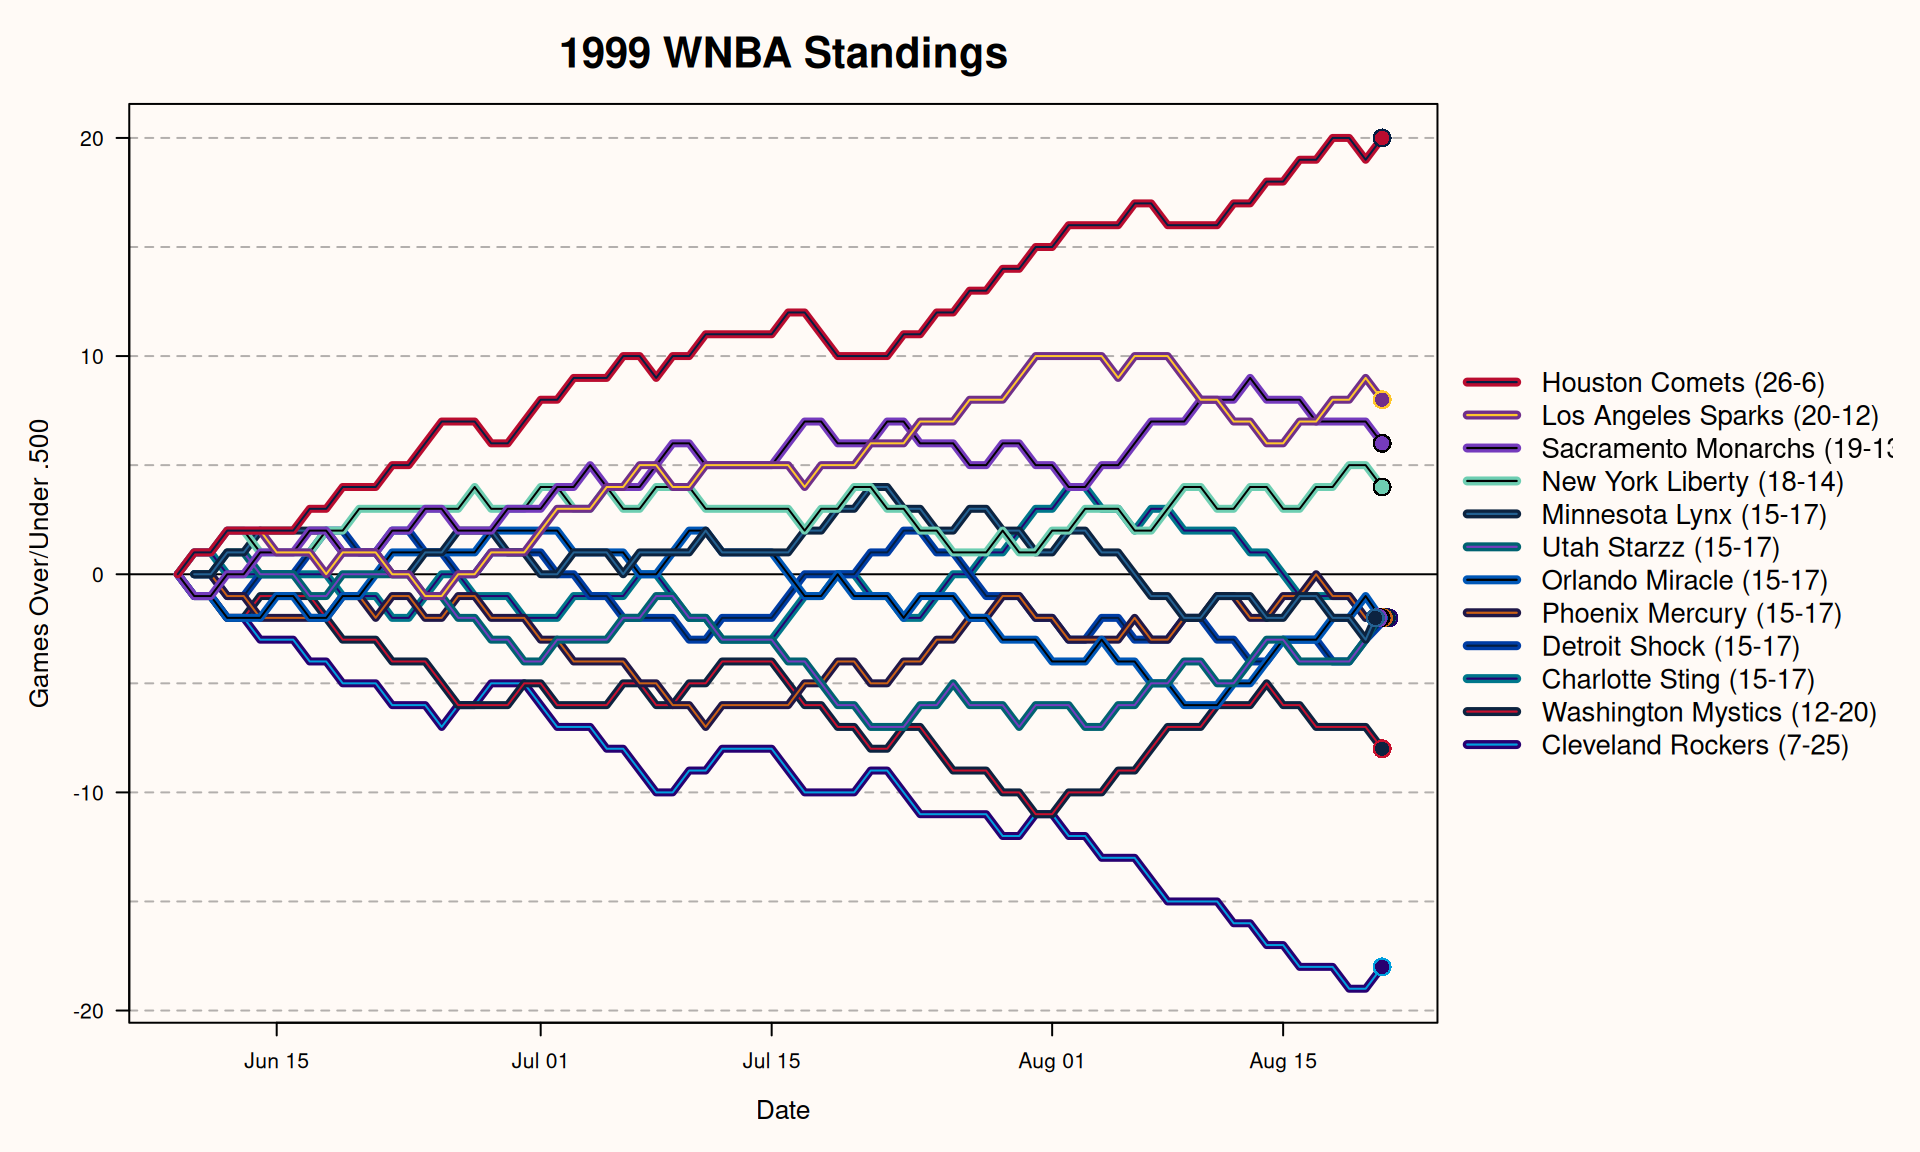 1999 WNBA Standings
Games Over/Under .500
20
10
0
-10
-20
Jun 15
Jul 01
Jul 15
Aug 01
Aug 15
Date
Houston Comets (26-6)
Los Angeles Sparks (20-12)
Sacramento Monarchs (19-13
New York Liberty (18-14)
Minnesota Lynx (15-17)
Utah Starzz (15-17)
Orlando Miracle (15-17)
Phoenix Mercury (15-17)
Detroit Shock (15-17)
Charlotte Sting (15-17)
Washington Mystics (12-20)
Cleveland Rockers (7-25)